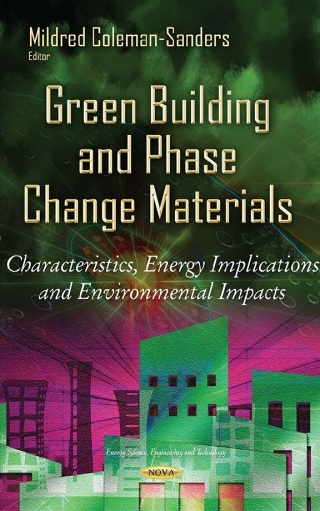 Mildred Coleman-Sanders
Editor
Green Building
and Phase
Change Materials
Characteristics, Energy Implications
and Environmental Impacts
Energy Science, Engineering and Technology
NOVA